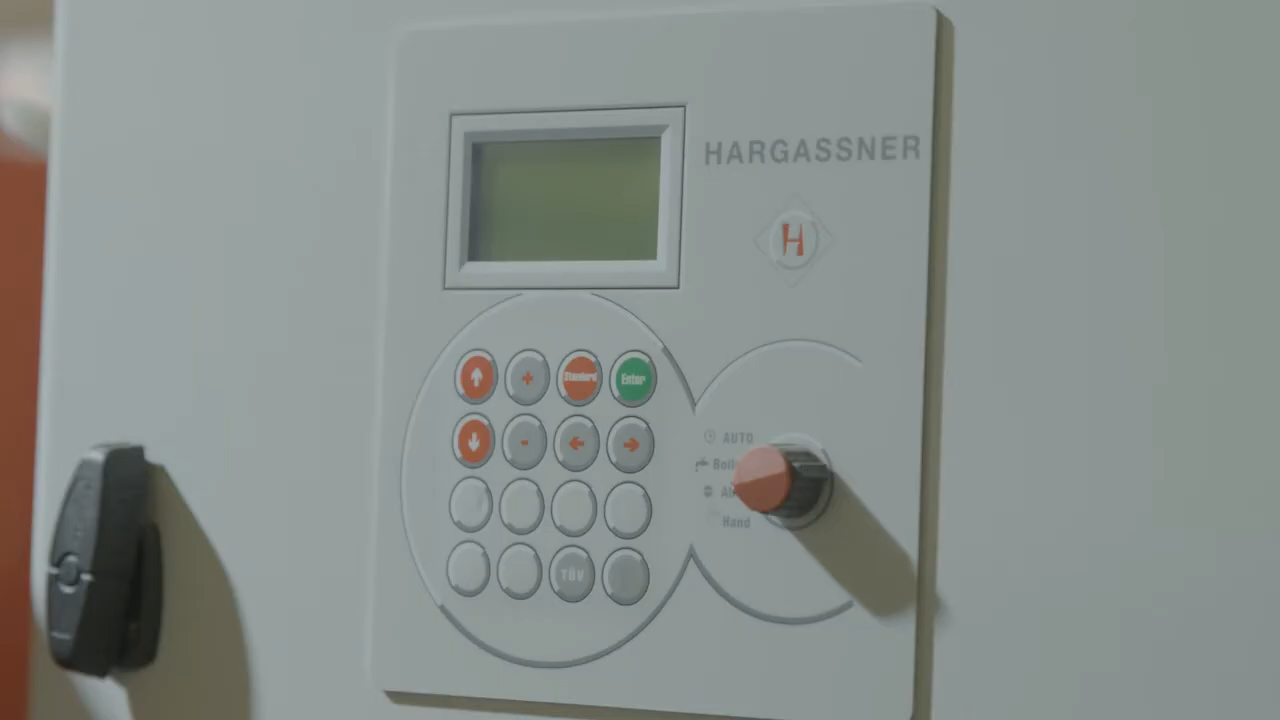 HARGASSNER
H
+
Standard
Enter
-
AUTO
Hand
TÜV